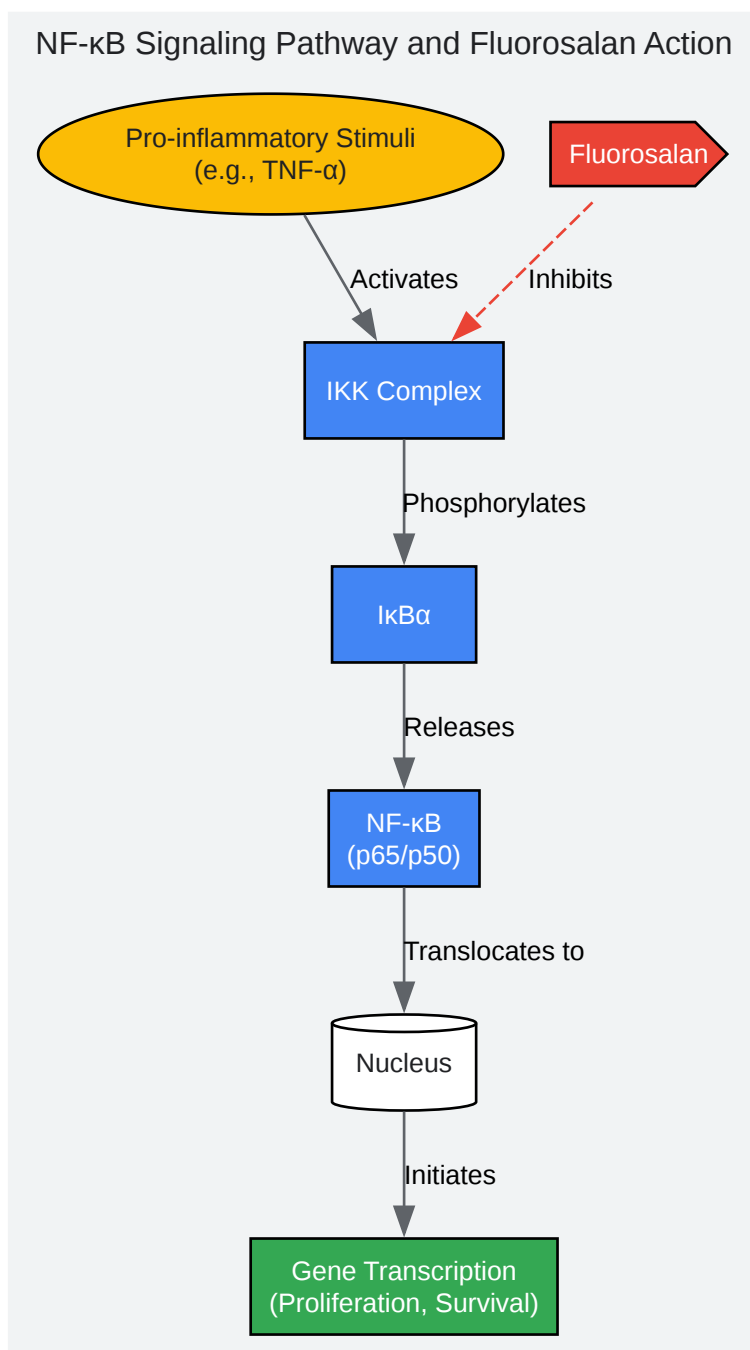 NF-κB Signaling Pathway and Fluorosalan Action
Pro-inflammatory Stimuli
(e.g., TNF-α)
Fluorosalan
Activates
Inhibits
IKK Complex
Phosphorylates
IκBα
Releases
NF-κB
(p65/p50)
Translocates to
Nucleus
Initiates
Gene Transcription
(Proliferation, Survival)